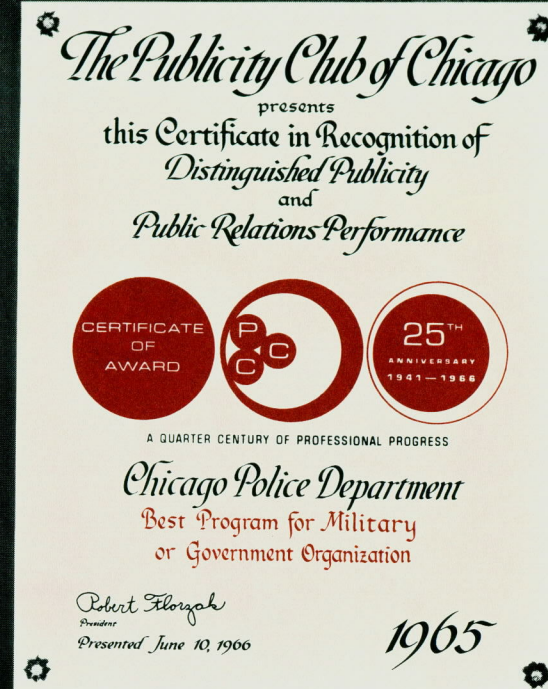 The Publicity Club of Chicago
presents
this Certificate in Recognition of
Distinguished Publicity
and
Public Relations Performance
CERTIFICATE
OF
AWARD
P
C
C
25TH
ANNIVERSARY
1941—1966
A QUARTER CENTURY OF PROFESSIONAL PROGRESS
Chicago Police Department
Best Program for Military
or Government Organization
Robert Florzak
President
Presented June 10, 1966
1965